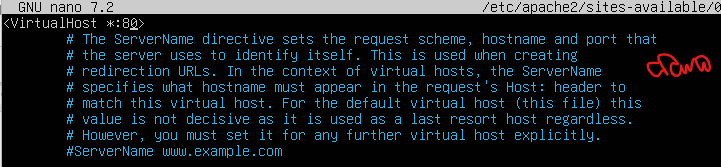 GNU nano 7.2 /etc/apache2/sites-available/0
<VirtualHost *:80>
# The ServerName directive sets the request scheme, hostname and port that
# the server uses to identify itself. This is used when creating
# redirection URLs. In the context of virtual hosts, the ServerName
# specifies what hostname must appear in the request's Host: header to
# match this virtual host. For the default virtual host (this file) this
# value is not decisive as it is used as a last resort host regardless.
# However, you must set it for any further virtual host explicitly.
#ServerName www.example.com